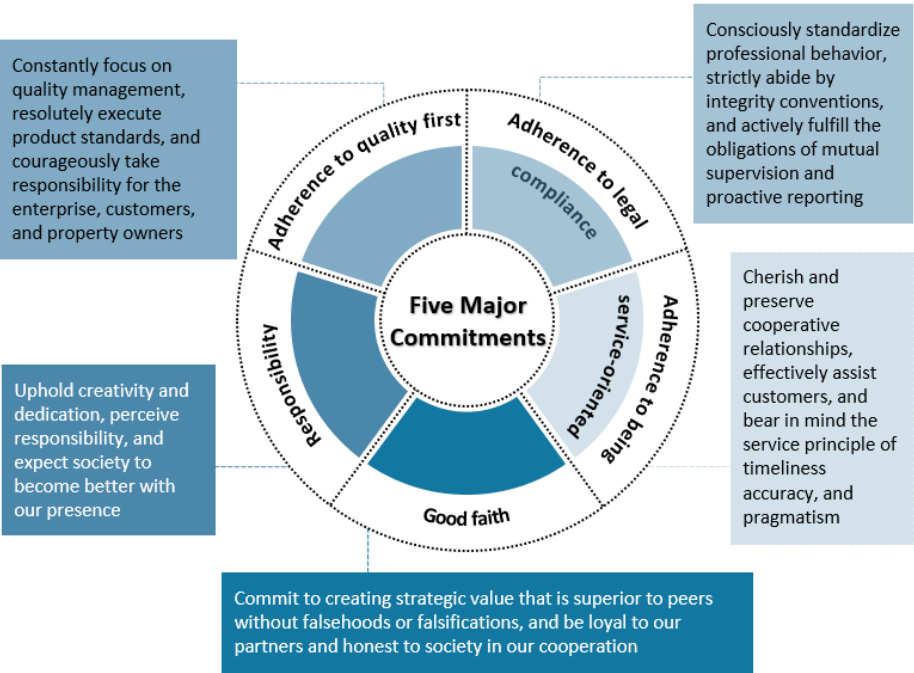 Constantly focus on
quality management,
resolutely execute
product standards, and
courageously take
responsibility for the
enterprise, customers,
and property owners
Consciously standardize
professional behavior,
strictly abide by
integrity conventions,
and actively fulfill the
obligations of mutual
supervision and
proactive reporting
Adherence to quality first
Adherence to legal
compliance
Five Major
Commitments
Adherence to being
service-oriented
Cherish and
preserve
cooperative
relationships,
effectively assist
customers, and
bear in mind the
service principle of
timeliness
accuracy, and
pragmatism
Responsibility
Uphold creativity and
dedication, perceive
responsibility, and
expect society to
become better with
our presence
Good faith
Commit to creating strategic value that is superior to peers
without falsehoods or falsifications, and be loyal to our
partners and honest to society in our cooperation